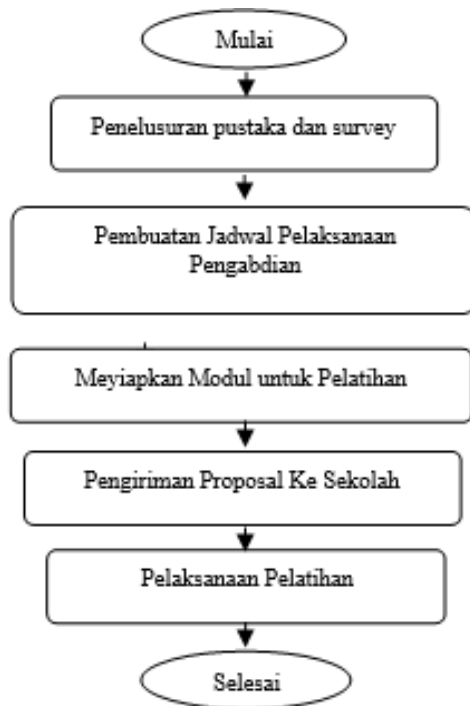 Mulai
Penelusuran pustaka dan survey
Pembuatan Jadwal Pelaksanaan
Pengabdian
Meyiapkan Modul untuk Pelatihan
Pengiriman Proposal Ke Sekolah
Pelaksanaan Pelatihan
Selesai